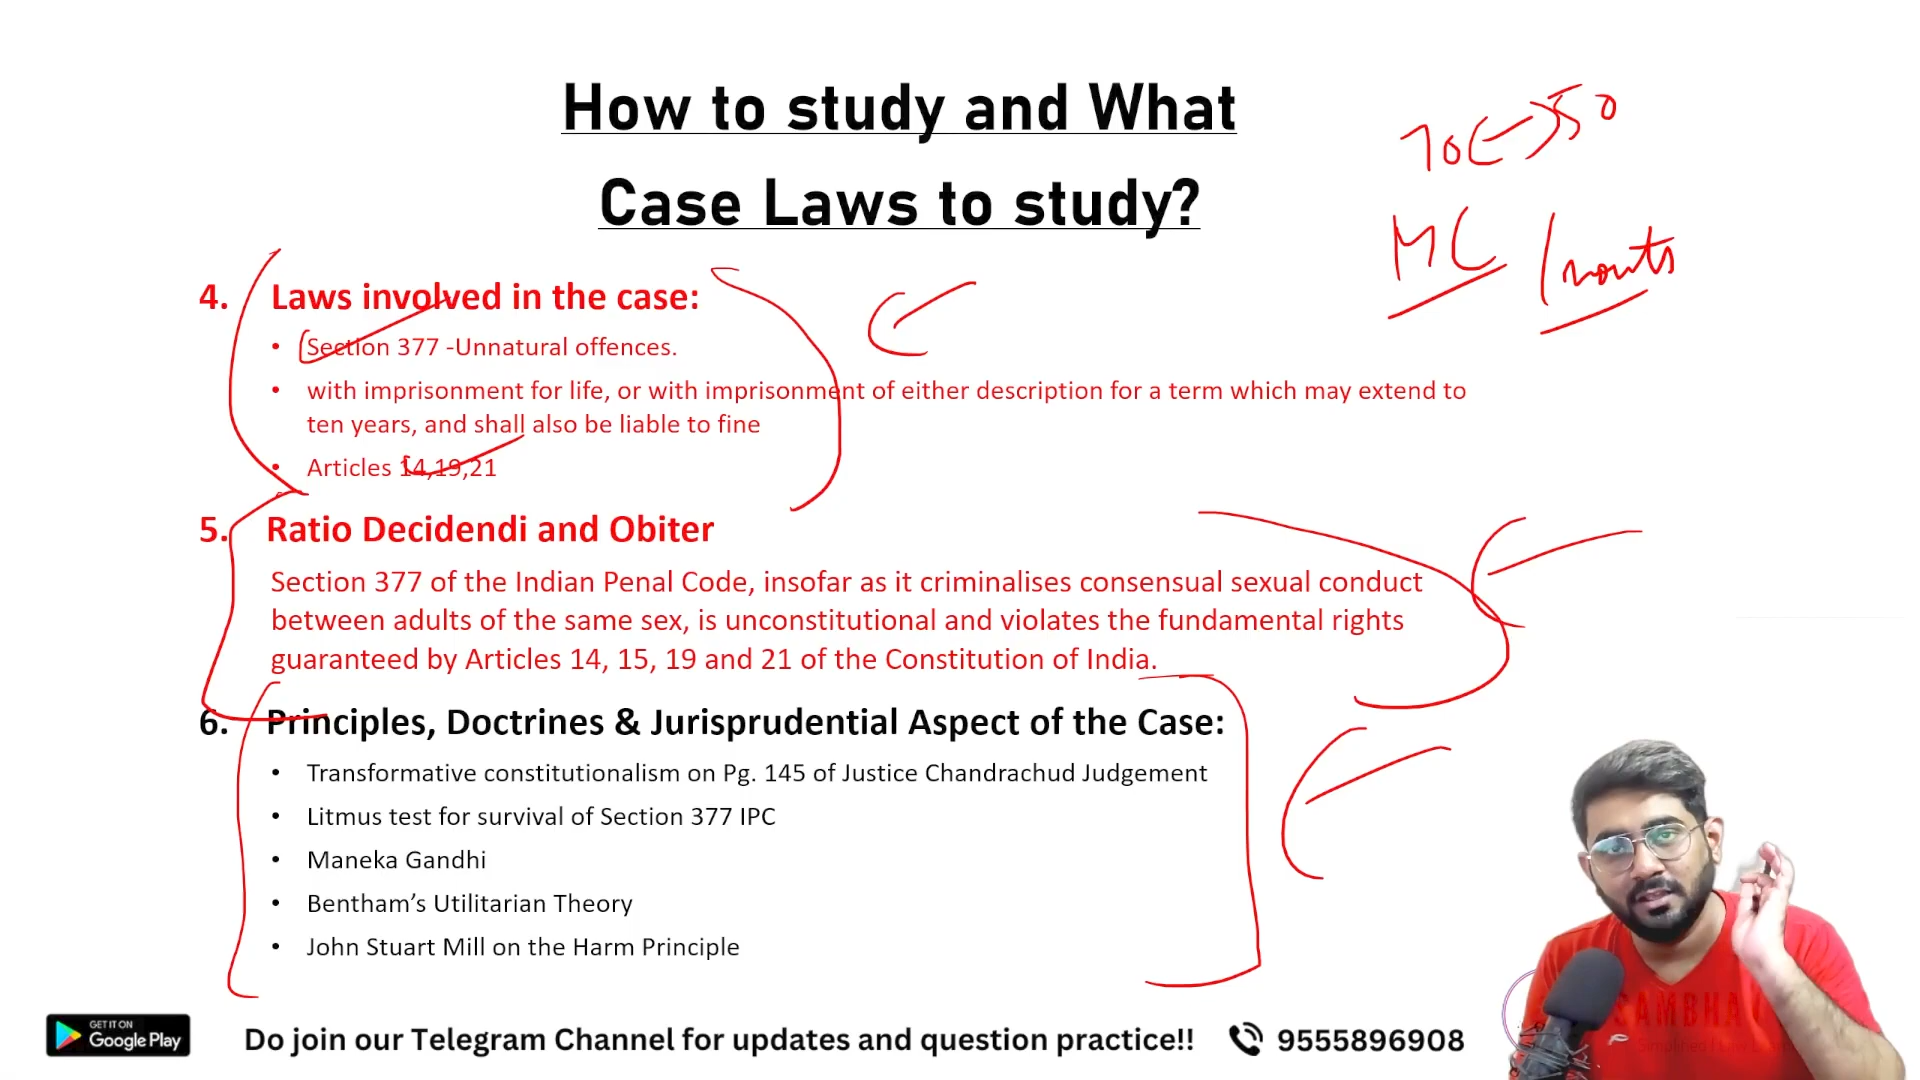 How to study and What
Case Laws to study?
4. Laws involved in the case:
• Section 377 -Unnatural offences.
• with imprisonment for life, or with imprisonment of either description for a term which may extend to
ten years, and shall also be liable to fine
• Articles 14,19,21
5. Ratio Decidendi and Obiter
Section 377 of the Indian Penal Code, insofar as it criminalises consensual sexual conduct
between adults of the same sex, is unconstitutional and violates the fundamental rights
guaranteed by Articles 14, 15, 19 and 21 of the Constitution of India.
6. Principles, Doctrines & Jurisprudential Aspect of the Case:
• Transformative constitutionalism on Pg. 145 of Justice Chandrachud Judgement
• Litmus test for survival of Section 377 IPC
• Maneka Gandhi
• Bentham’s Utilitarian Theory
• John Stuart Mill on the Harm Principle
50
MC
GET IT ON
Google Play
Do join our Telegram Channel for updates and question practice!! 9555896908
SAMBHA